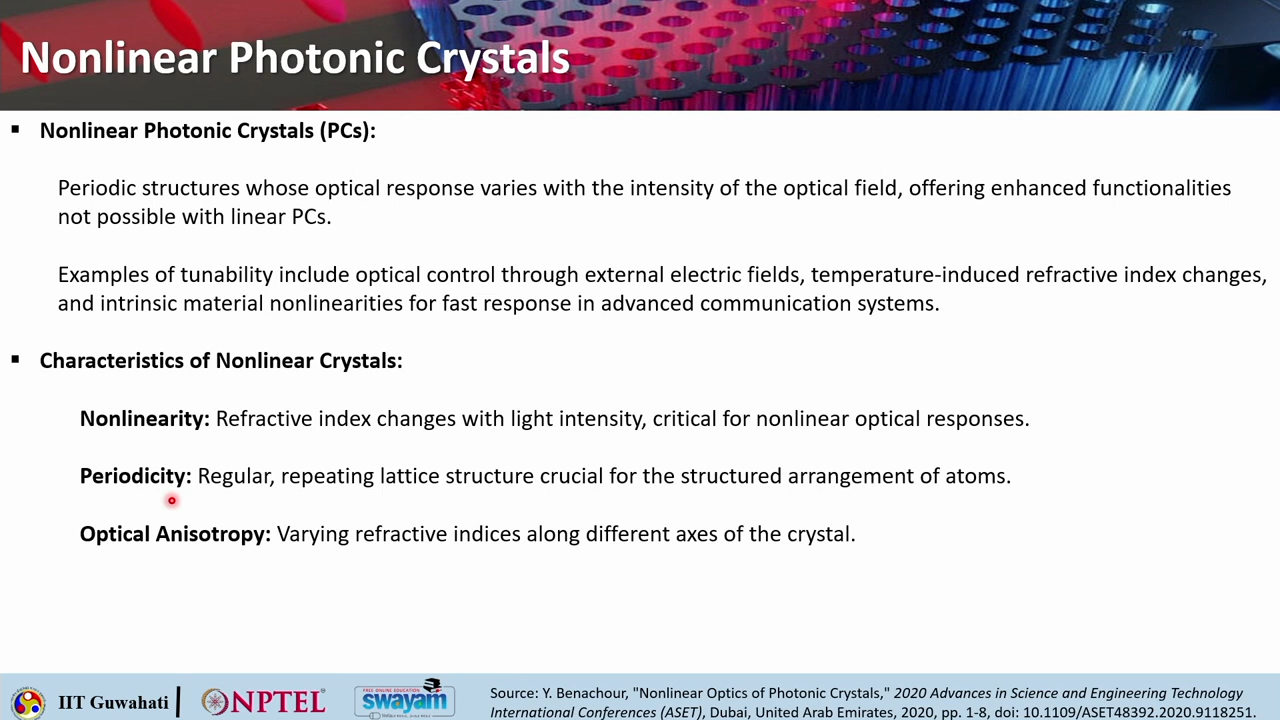 Nonlinear Photonic Crystals
▪ Nonlinear Photonic Crystals (PCs):
Periodic structures whose optical response varies with the intensity of the optical field, offering enhanced functionalities
not possible with linear PCs.
Examples of tunability include optical control through external electric fields, temperature-induced refractive index changes,
and intrinsic material nonlinearities for fast response in advanced communication systems.
▪ Characteristics of Nonlinear Crystals:
Nonlinearity: Refractive index changes with light intensity, critical for nonlinear optical responses.
Periodicity: Regular, repeating lattice structure crucial for the structured arrangement of atoms.
Optical Anisotropy: Varying refractive indices along different axes of the crystal.
IIT Guwahati
NPTEL
FREE ONLINE EDUCATION
swayam
Source: Y. Benachour, "Nonlinear Optics of Photonic Crystals," 2020 Advances in Science and Engineering Technology
International Conferences (ASET), Dubai, United Arab Emirates, 2020, pp. 1-8, doi: 10.1109/ASET48392.2020.9118251.